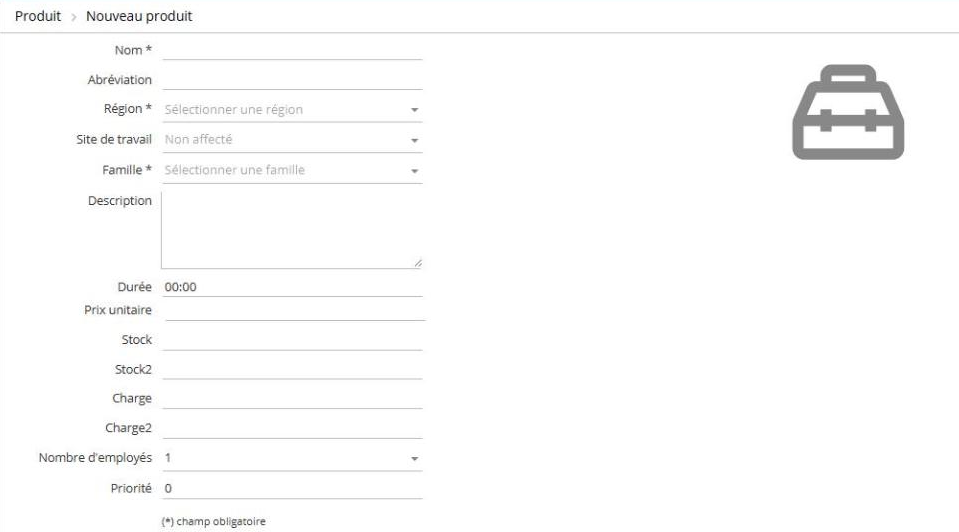 Produit > Nouveau produit
Nom *
Abréviation
Région * Sélectionner une région
Site de travail Non affecté
Famille * Sélectionner une famille
Description
Durée 00:00
Prix unitaire
Stock
Stock2
Charge
Charge2
Nombre d'employés 1
Priorité 0
(*) champ obligatoire